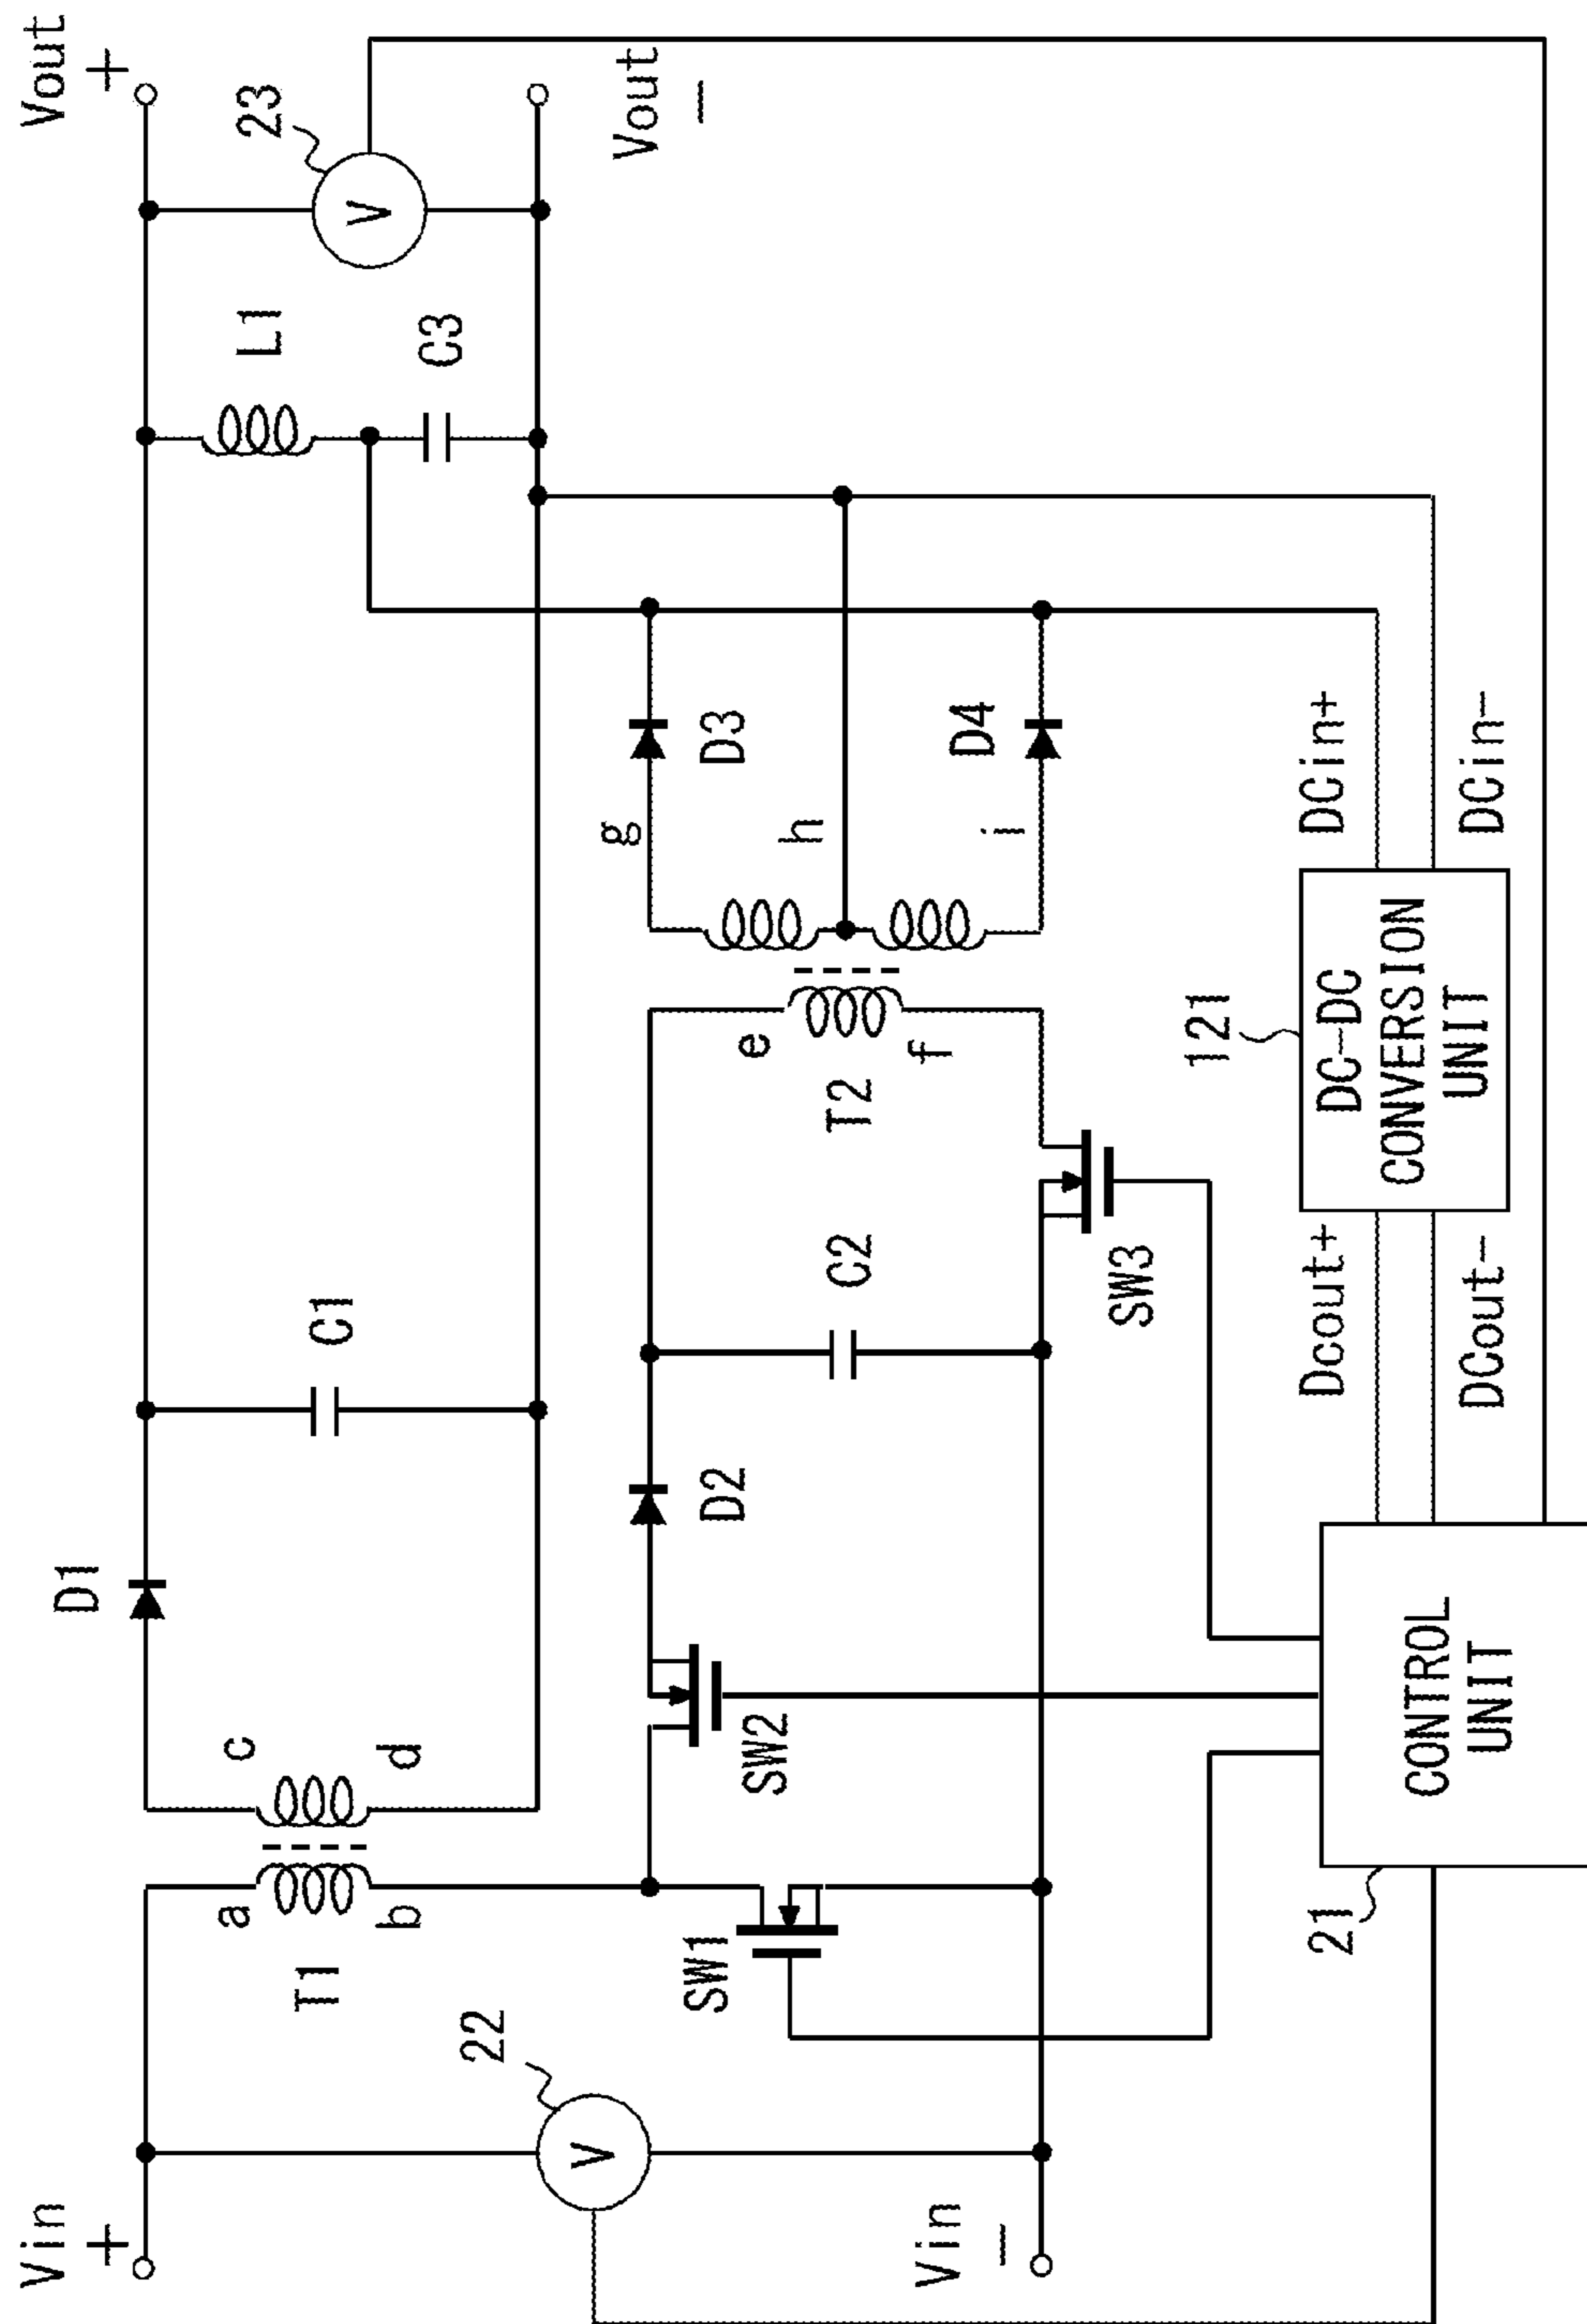 Vin
+
Vin
−
22
V
T1
a
b
c
d
SW1
D1
SW2
D2
C1
C2
SW3
T2
e
f
g
h
i
D3
D4
L1
C3
23
V
Vout
+
Vout
−
21
CONTROL
UNIT
Dcout+
DCout−
121
DC-DC
CONVERSION
UNIT
DCin+
DCin−